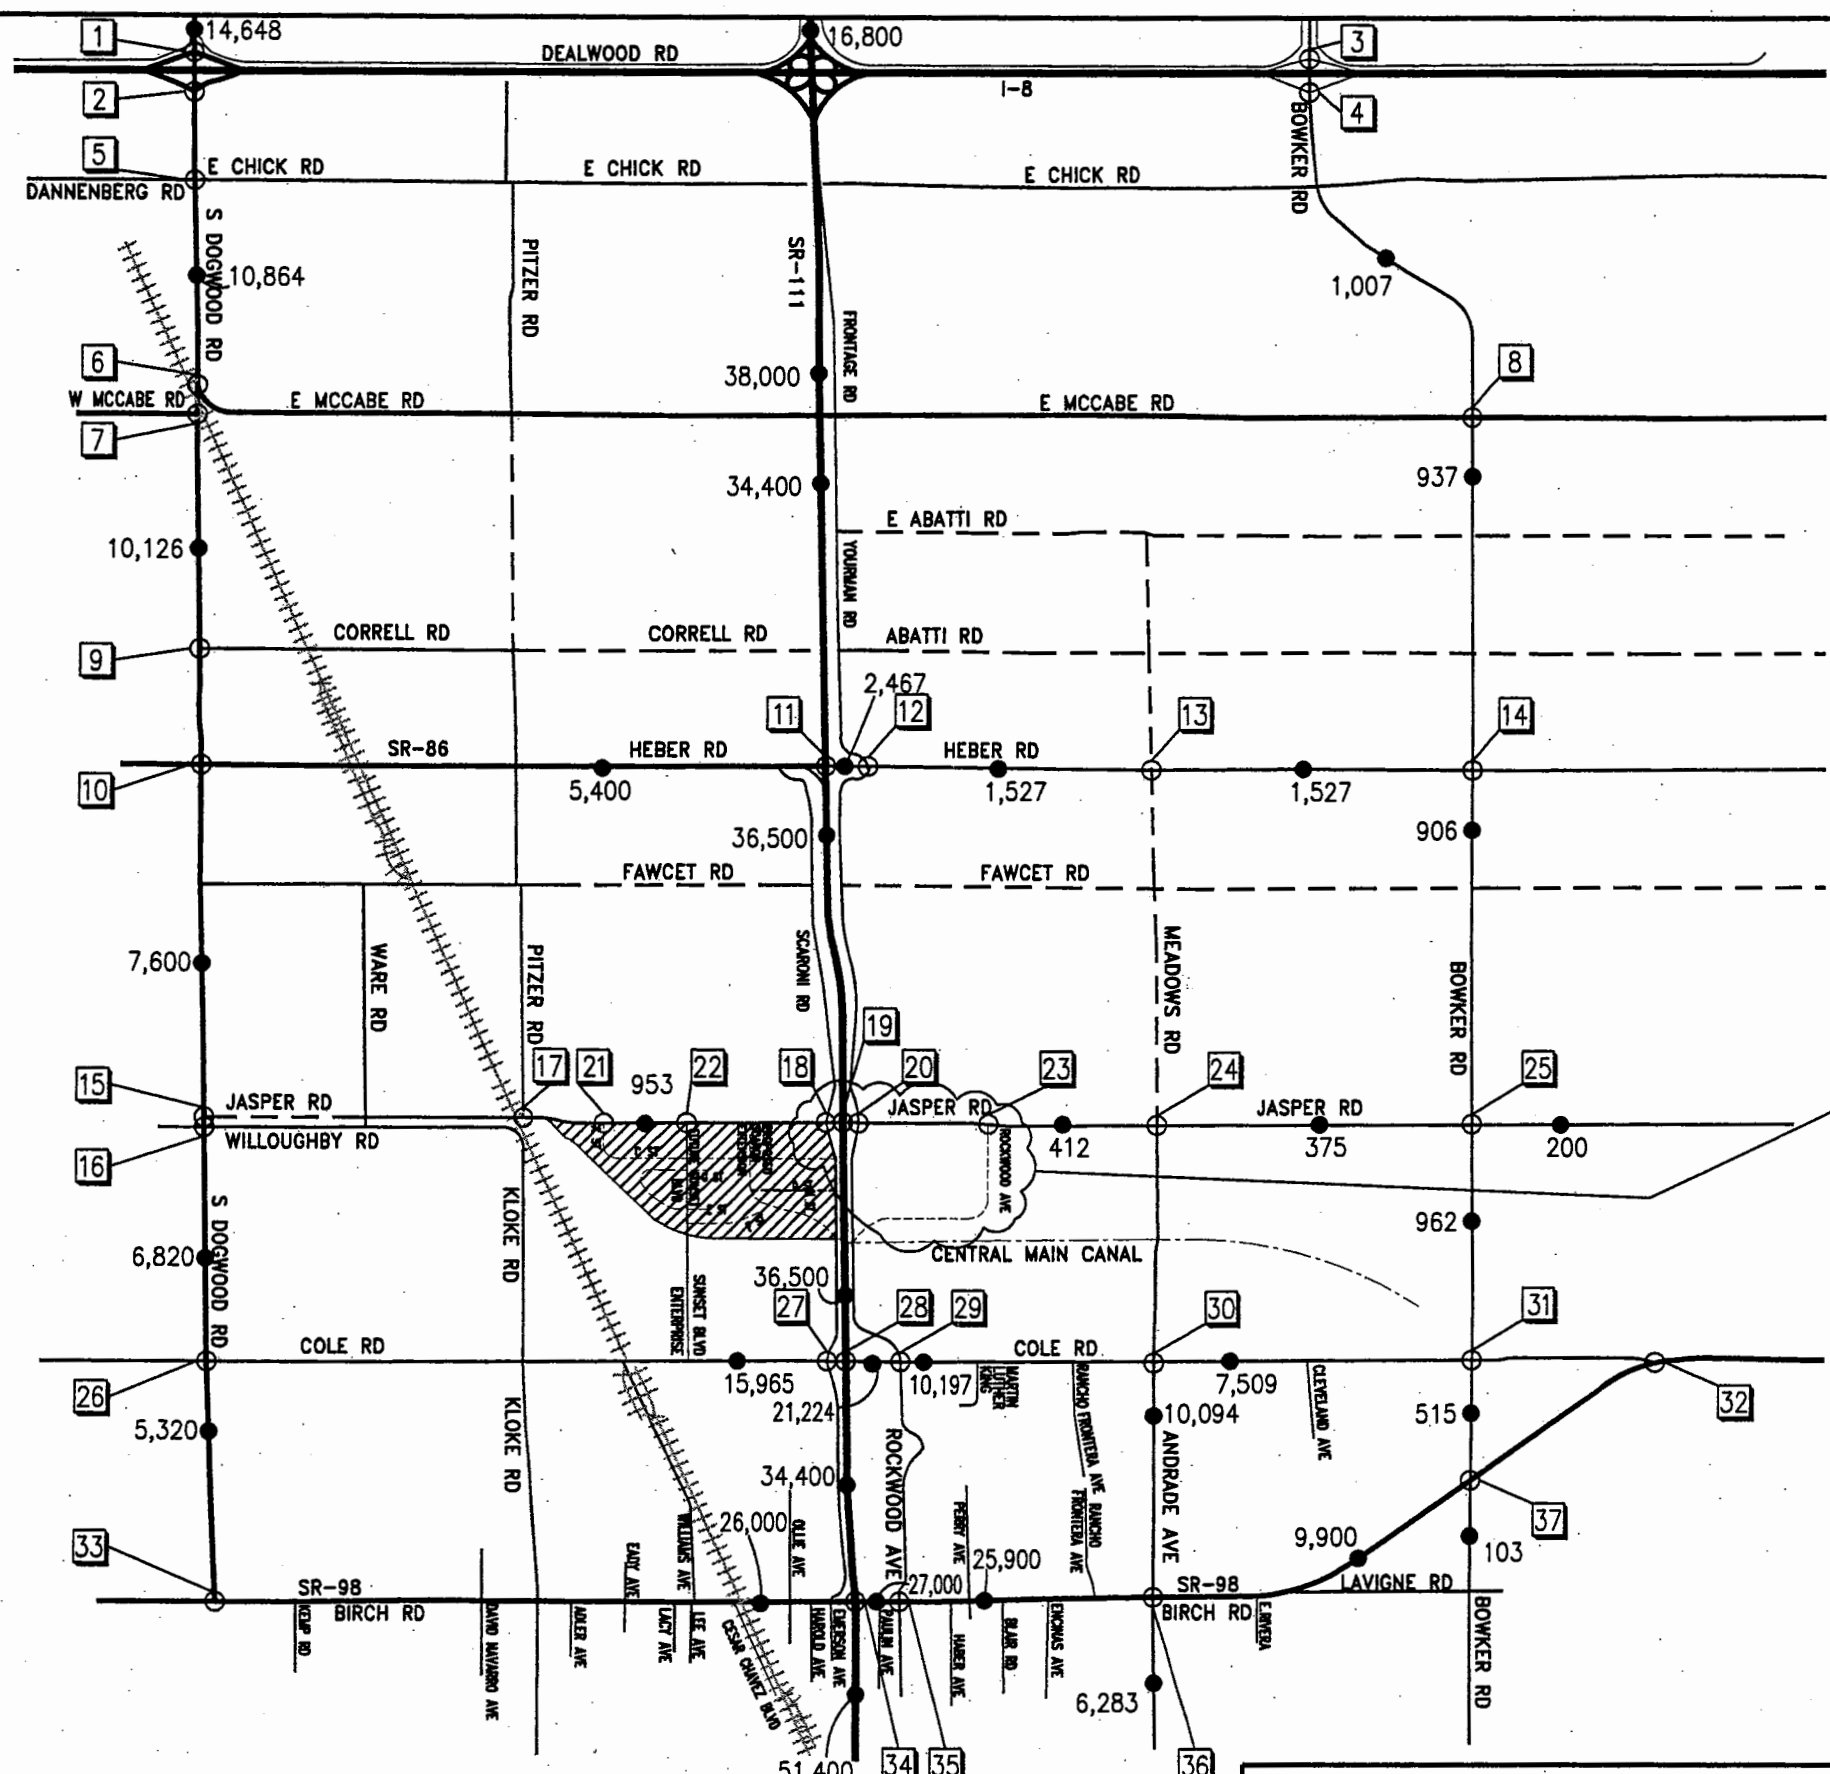 1
14,648
16,800
3
DEALWOOD RD
2
I-8
4
BOWKER RD
5
E CHICK RD
E CHICK RD
E CHICK RD
DANNENBERG RD
S DOGWOOD RD
10,864
PITZER RD
SR-111
1,007
FRONTAGE RD
6
38,000
8
W MCCABE RD
E MCCABE RD
E MCCABE RD
7
34,400
937
E ABATTI RD
10,126
YOURMAN RD
CORRELL RD
CORRELL RD
ABATTI RD
9
2,467
11
12
13
14
SR-86
HEBER RD
HEBER RD
10
5,400
1,527
1,527
36,500
906
FAWCET RD
FAWCET RD
7,600
WARE RD
PITZER RD
SCARONI RD
MEADOWS RD
BOWKER RD
19
15
17
21
953
22
18
20
23
24
25
JASPER RD
JASPER RD
JASPER RD
WILLOUGHBY RD
16
412
375
200
ROCKWOOD AVE
S DOGWOOD RD
KLOKE RD
962
6,820
CENTRAL MAIN CANAL
36,500
SUNSET BLVD
ENTERPRISE
27
28
29
30
31
COLE RD
COLE RD
26
15,965
10,197
7,509
32
MARTIN
LUTHER
KING
RANCHO FRONTERA AVE
CLEVELAND AVE
21,224
10,094
515
5,320
KLOKE RD
ROCKWOOD AVE
ANDRADE AVE
34,400
26,000
OLLIE AVE
WILLIAMS AVE
EADY AVE
PERRY AVE
RANCHO
FRONTERA AVE
37
33
25,900
9,900
103
27,000
SR-98
SR-98
LAVIGNE RD
BIRCH RD
BIRCH RD
KEMP RD
DAVID NAVARRO AVE
ADLER AVE
LACY AVE
LEE AVE
CESAR CHAVEZ BLVD
HAROLD AVE
EMERSON AVE
PAULIN AVE
HABER AVE
BLAIR RD
ENCINAS AVE
E.RIVERA
BOWKER RD
6,283
51,400
34
35
36